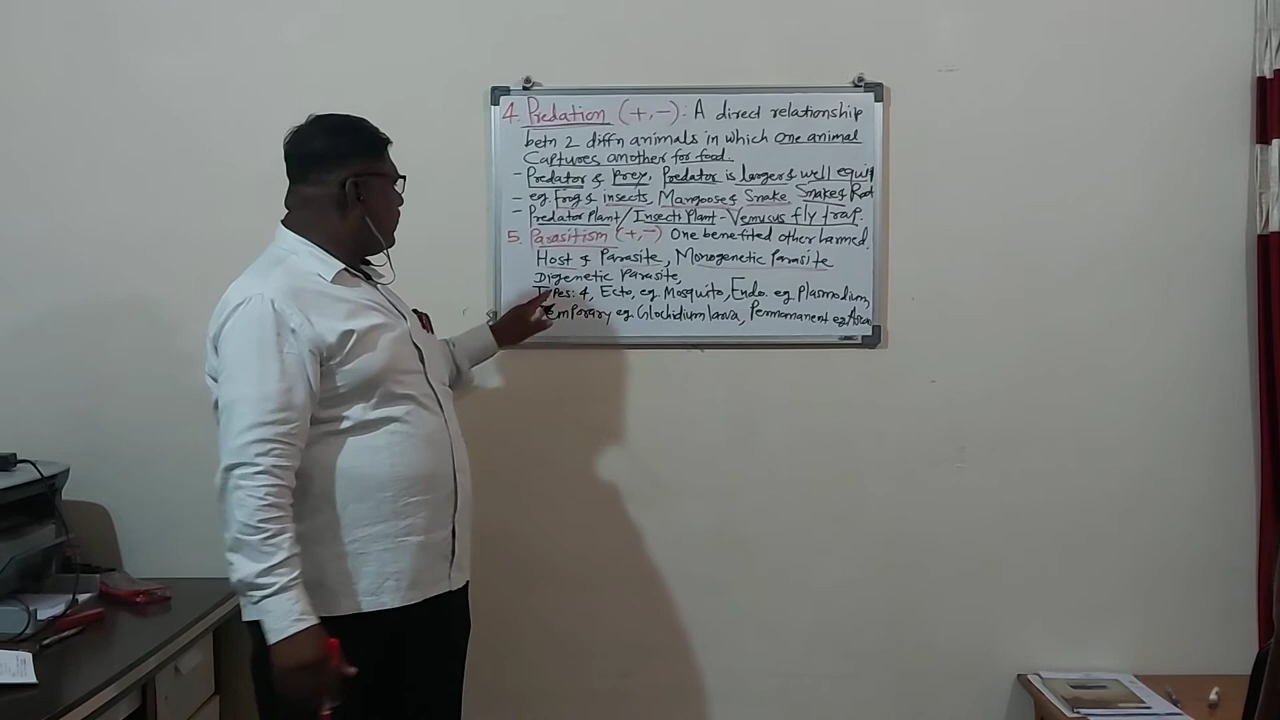 4. Predation (+,-): A direct relationship
betn 2 diffn animals in which one animal
Captures another for food.
- Predator & Prey, Predator is larger & well equip
- eg. Frog & insects, Mangoose & Snake Snake & Rat
- Predator Plant/Insecti Plant - Venusus fly trap.
5. Parasitism (+,-) One benefited other harmed.
Host & Parasite, Monogenetic Parasite
Digenetic Parasite,
Types: 4, Ecto, eg. Mosquito, Endo. eg Plasmodium,
Temporary eg. Glochidium larva, Permomanent eg